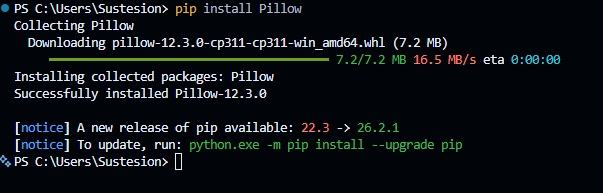 PS C:\Users\Sustesion> pip install Pillow
Collecting Pillow
  Downloading pillow-12.3.0-cp311-cp311-win_amd64.whl (7.2 MB)
     ━━━━━━━━━━━━━━━━━━━━━━━━━━━━━━━━━━━━━━━━ 7.2/7.2 MB 16.5 MB/s eta 0:00:00
Installing collected packages: Pillow
Successfully installed Pillow-12.3.0

[notice] A new release of pip available: 22.3 -> 26.2.1
[notice] To update, run: python.exe -m pip install --upgrade pip
PS C:\Users\Sustesion>